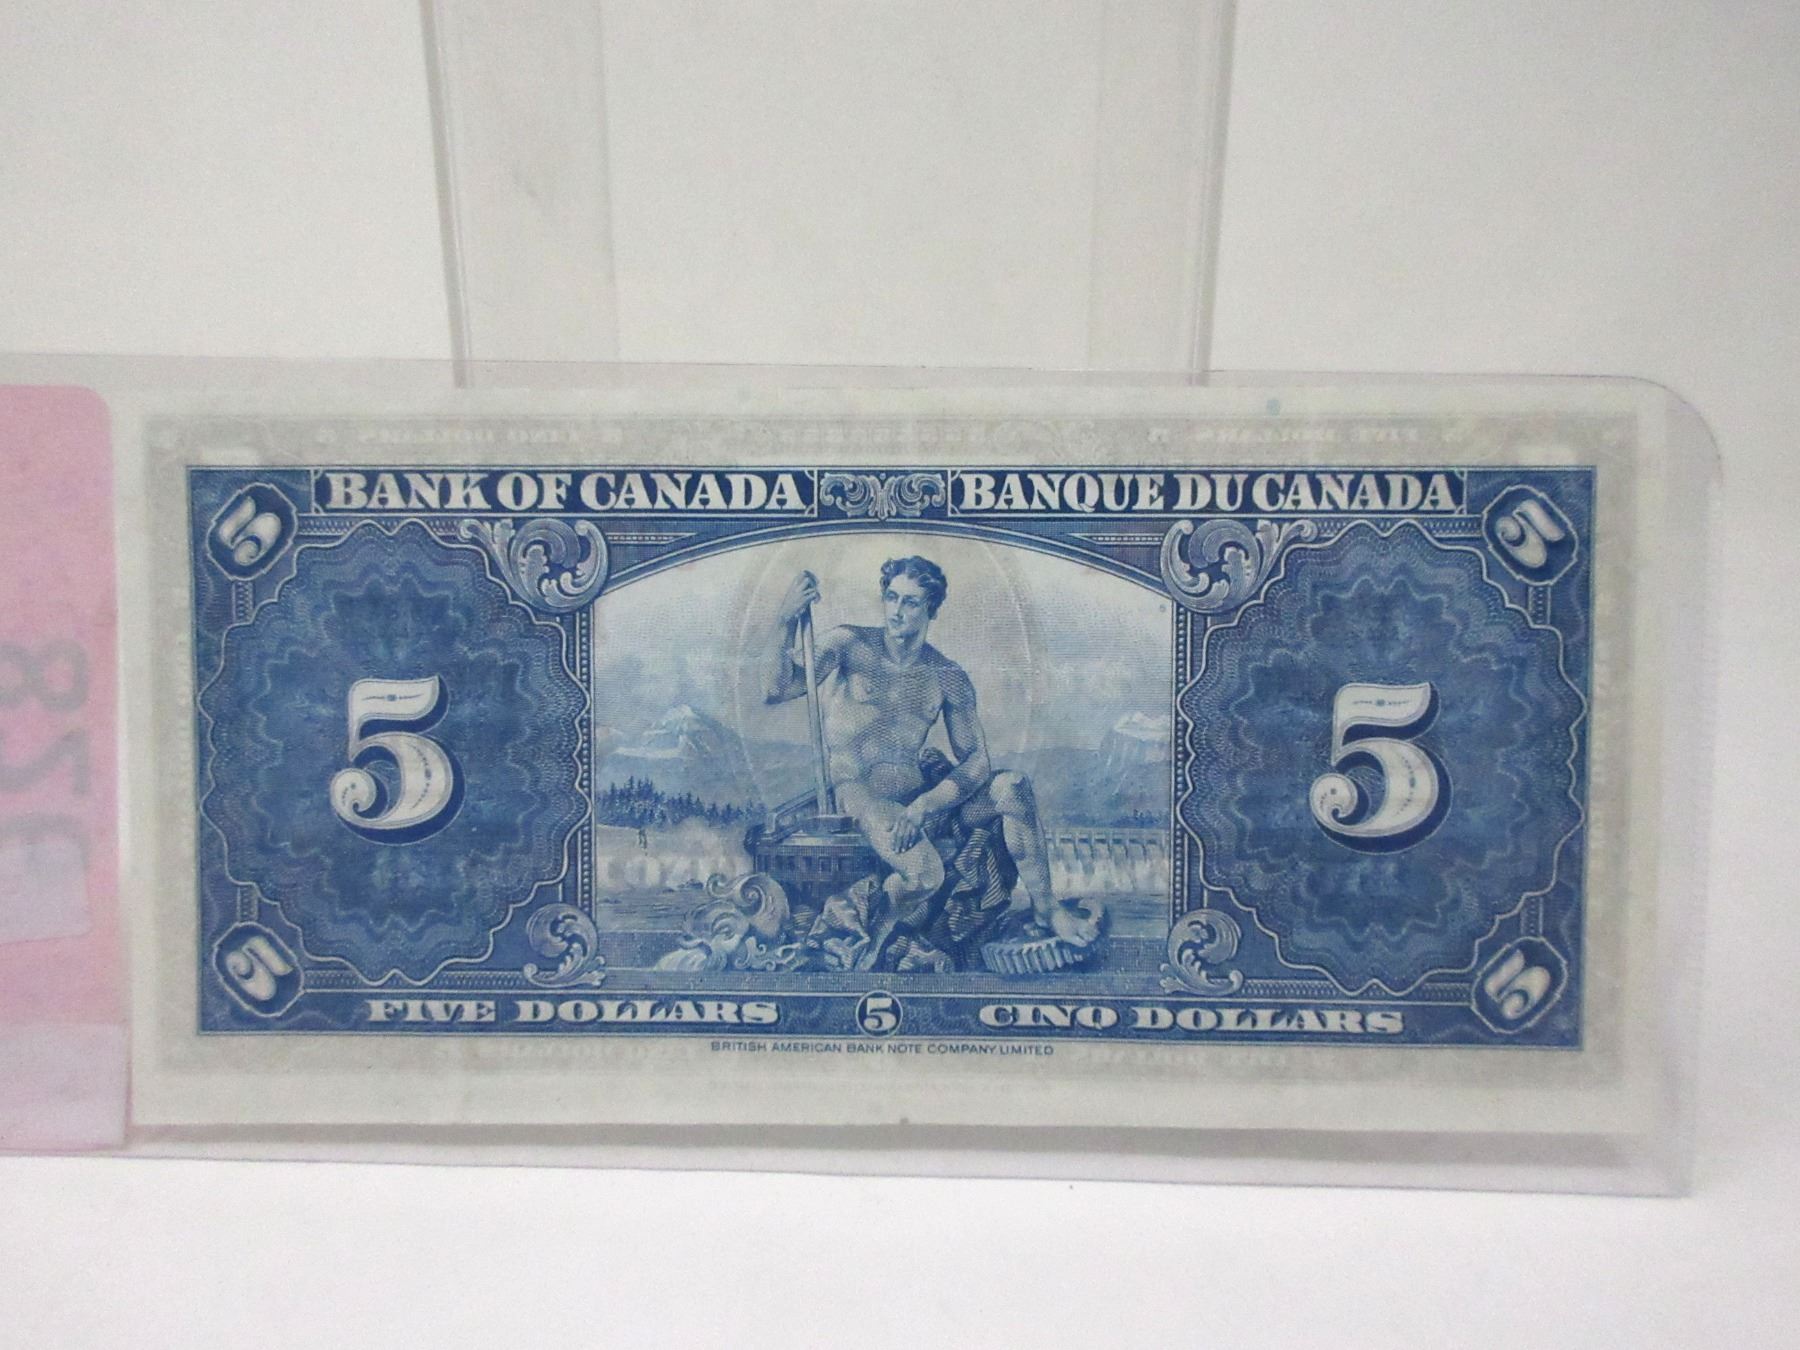 BANK OF CANADA BANQUE DU CANADA
5 5
5 5
5 5
FIVE DOLLARS 5 CINQ DOLLARS
BRITISH AMERICAN BANK NOTE COMPANY LIMITED